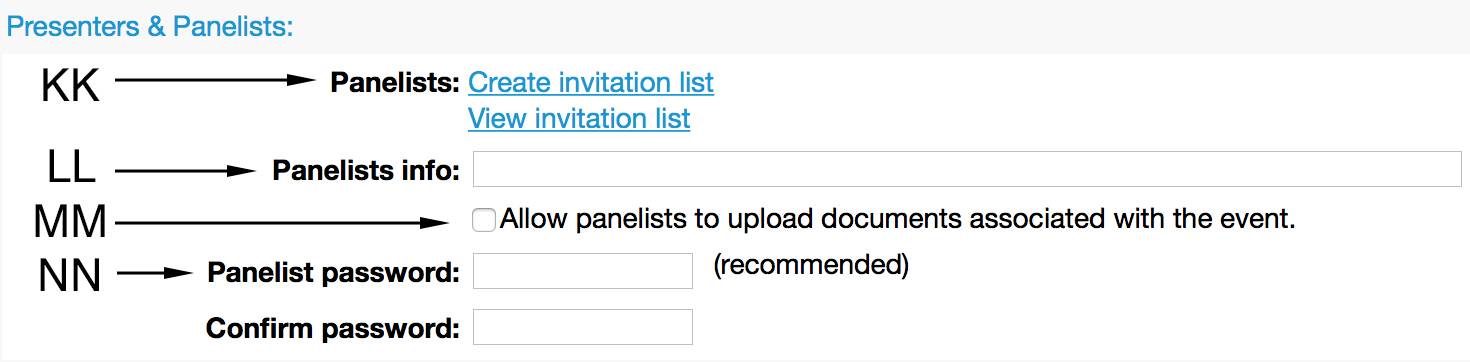 Presenters & Panelists:
KK Panelists: Create invitation list
View invitation list
LL Panelists info:
MM Allow panelists to upload documents associated with the event.
NN Panelist password: (recommended)
Confirm password: